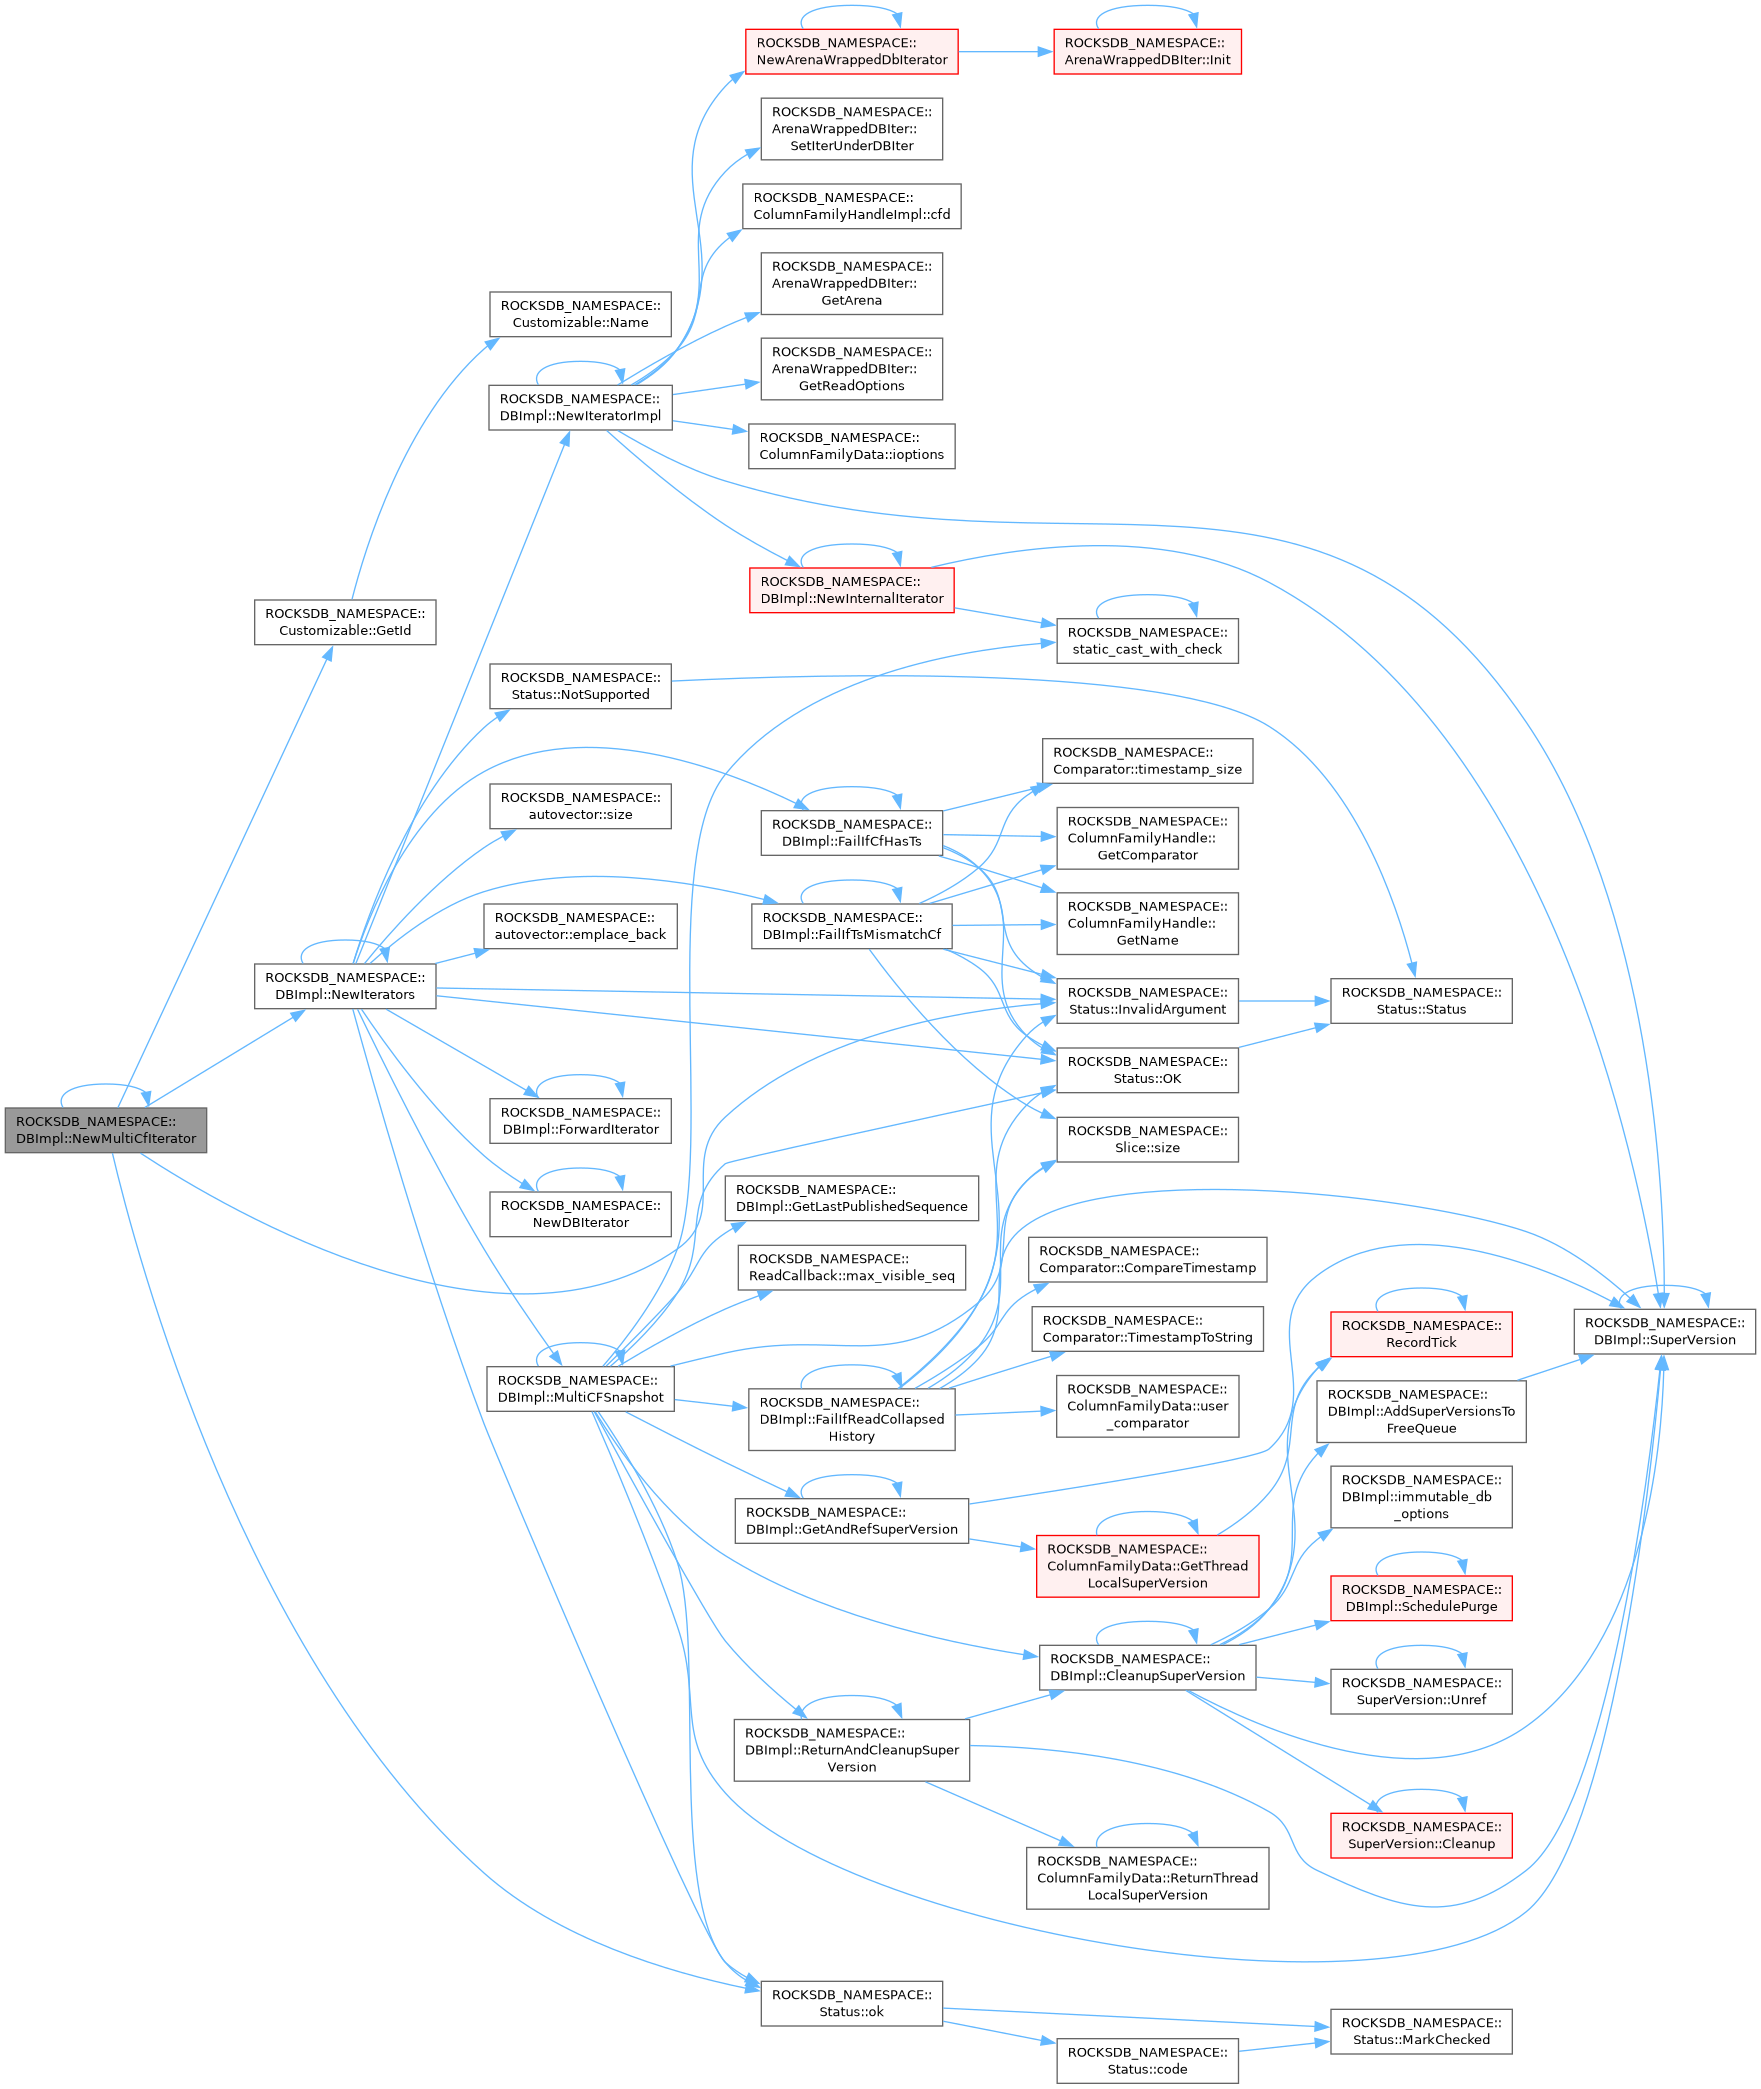 ROCKSDB_NAMESPACE::
DBImpl::NewMultiCfIterator
ROCKSDB_NAMESPACE::
Customizable::GetId
ROCKSDB_NAMESPACE::
DBImpl::NewIterators
ROCKSDB_NAMESPACE::
Customizable::Name
ROCKSDB_NAMESPACE::
DBImpl::NewIteratorImpl
ROCKSDB_NAMESPACE::
Status::NotSupported
ROCKSDB_NAMESPACE::
autovector::size
ROCKSDB_NAMESPACE::
autovector::emplace_back
ROCKSDB_NAMESPACE::
DBImpl::ForwardIterator
ROCKSDB_NAMESPACE::
NewDBIterator
ROCKSDB_NAMESPACE::
DBImpl::MultiCFSnapshot
ROCKSDB_NAMESPACE::
NewArenaWrappedDbIterator
ROCKSDB_NAMESPACE::
ArenaWrappedDBIter::
SetIterUnderDBIter
ROCKSDB_NAMESPACE::
ColumnFamilyHandleImpl::cfd
ROCKSDB_NAMESPACE::
ArenaWrappedDBIter::
GetArena
ROCKSDB_NAMESPACE::
ArenaWrappedDBIter::
GetReadOptions
ROCKSDB_NAMESPACE::
ColumnFamilyData::ioptions
ROCKSDB_NAMESPACE::
DBImpl::NewInternalIterator
ROCKSDB_NAMESPACE::
DBImpl::FailIfCfHasTs
ROCKSDB_NAMESPACE::
DBImpl::FailIfTsMismatchCf
ROCKSDB_NAMESPACE::
DBImpl::GetLastPublishedSequence
ROCKSDB_NAMESPACE::
ReadCallback::max_visible_seq
ROCKSDB_NAMESPACE::
DBImpl::FailIfReadCollapsed
History
ROCKSDB_NAMESPACE::
DBImpl::GetAndRefSuperVersion
ROCKSDB_NAMESPACE::
DBImpl::ReturnAndCleanupSuper
Version
ROCKSDB_NAMESPACE::
Status::ok
ROCKSDB_NAMESPACE::
ArenaWrappedDBIter::Init
ROCKSDB_NAMESPACE::
static_cast_with_check
ROCKSDB_NAMESPACE::
Comparator::timestamp_size
ROCKSDB_NAMESPACE::
ColumnFamilyHandle::
GetComparator
ROCKSDB_NAMESPACE::
ColumnFamilyHandle::
GetName
ROCKSDB_NAMESPACE::
Status::InvalidArgument
ROCKSDB_NAMESPACE::
Status::OK
ROCKSDB_NAMESPACE::
Slice::size
ROCKSDB_NAMESPACE::
Comparator::CompareTimestamp
ROCKSDB_NAMESPACE::
Comparator::TimestampToString
ROCKSDB_NAMESPACE::
ColumnFamilyData::user
_comparator
ROCKSDB_NAMESPACE::
ColumnFamilyData::GetThread
LocalSuperVersion
ROCKSDB_NAMESPACE::
DBImpl::CleanupSuperVersion
ROCKSDB_NAMESPACE::
ColumnFamilyData::ReturnThread
LocalSuperVersion
ROCKSDB_NAMESPACE::
Status::code
ROCKSDB_NAMESPACE::
Status::Status
ROCKSDB_NAMESPACE::
RecordTick
ROCKSDB_NAMESPACE::
DBImpl::AddSuperVersionsTo
FreeQueue
ROCKSDB_NAMESPACE::
DBImpl::immutable_db
_options
ROCKSDB_NAMESPACE::
DBImpl::SchedulePurge
ROCKSDB_NAMESPACE::
SuperVersion::Unref
ROCKSDB_NAMESPACE::
SuperVersion::Cleanup
ROCKSDB_NAMESPACE::
Status::MarkChecked
ROCKSDB_NAMESPACE::
DBImpl::SuperVersion